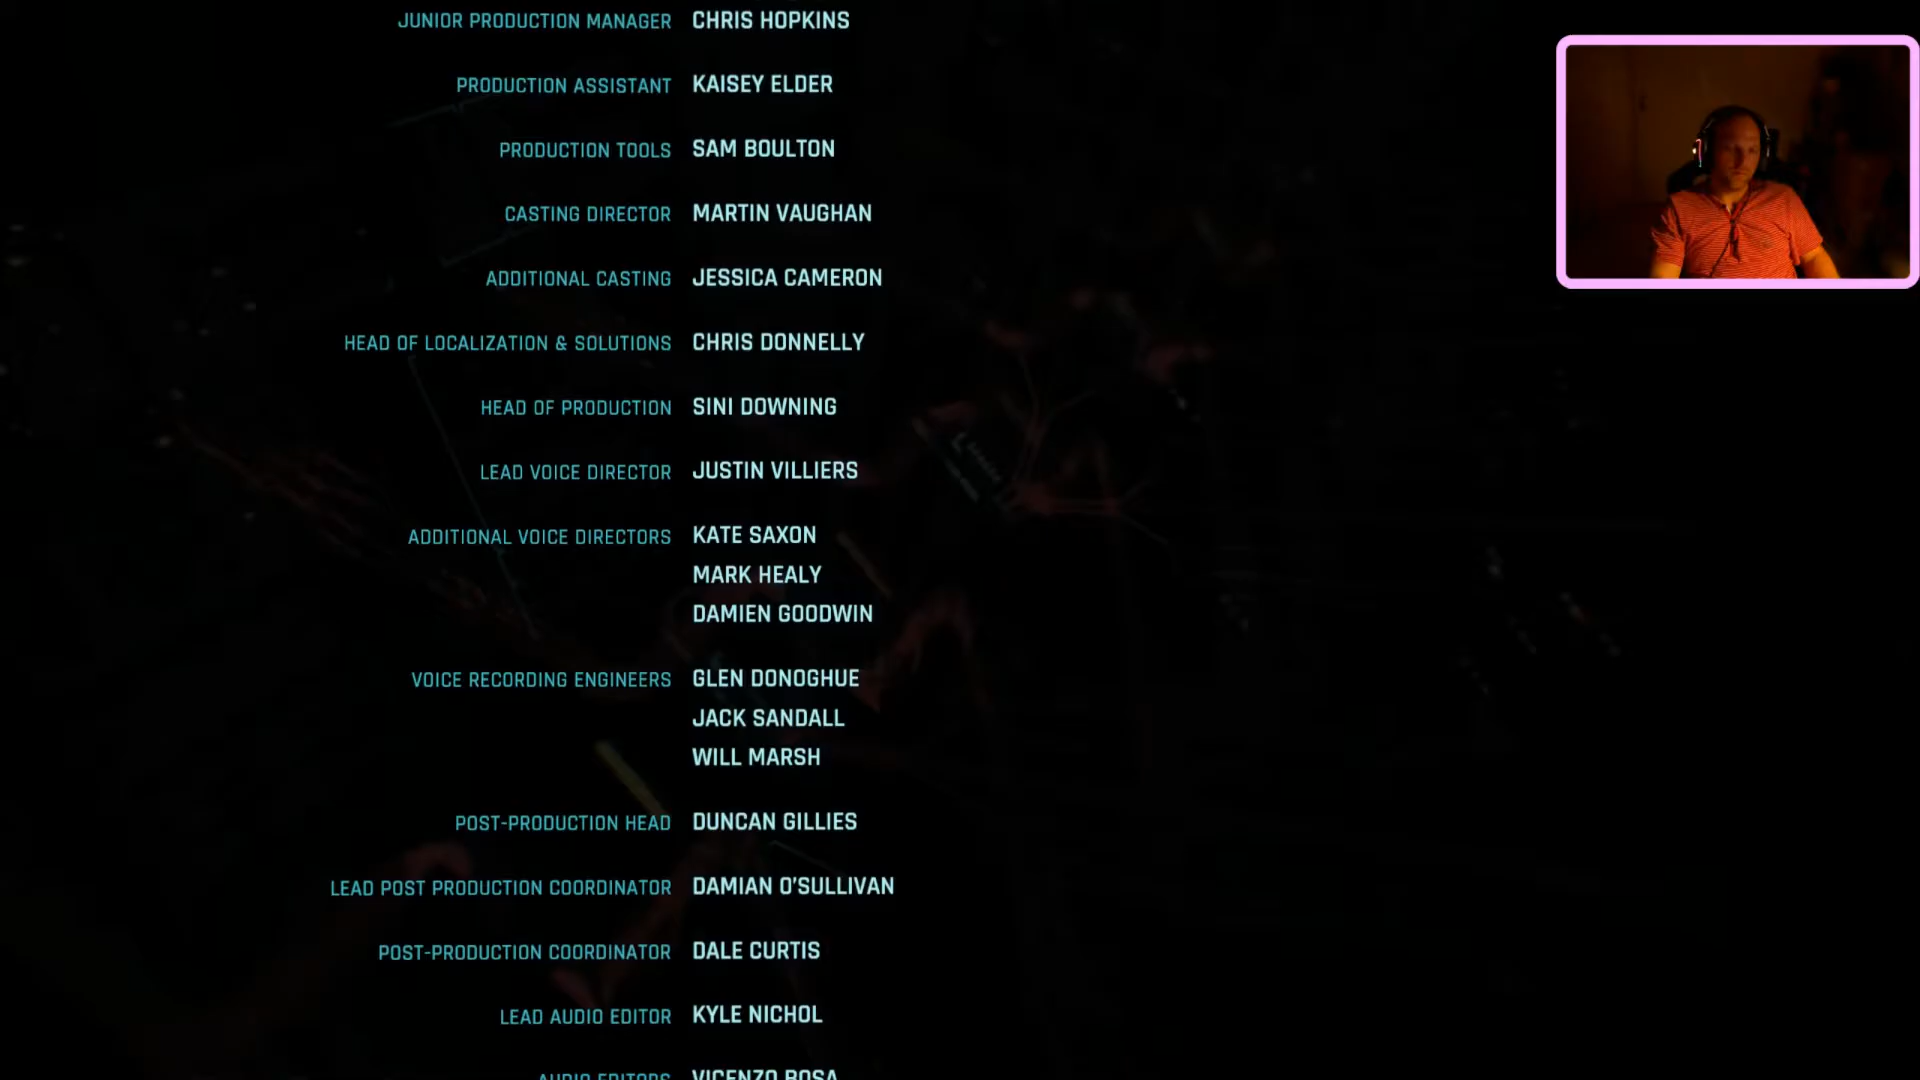 JUNIOR PRODUCTION MANAGER CHRIS HOPKINS
PRODUCTION ASSISTANT KAISEY ELDER
PRODUCTION TOOLS SAM BOULTON
CASTING DIRECTOR MARTIN VAUGHAN
ADDITIONAL CASTING JESSICA CAMERON
HEAD OF LOCALIZATION & SOLUTIONS CHRIS DONNELLY
HEAD OF PRODUCTION SINI DOWNING
LEAD VOICE DIRECTOR JUSTIN VILLIERS
ADDITIONAL VOICE DIRECTORS KATE SAXON
MARK HEALY
DAMIEN GOODWIN
VOICE RECORDING ENGINEERS GLEN DONOGHUE
JACK SANDALL
WILL MARSH
POST-PRODUCTION HEAD DUNCAN GILLIES
LEAD POST PRODUCTION COORDINATOR DAMIAN O'SULLIVAN
POST-PRODUCTION COORDINATOR DALE CURTIS
LEAD AUDIO EDITOR KYLE NICHOL
AUDIO EDITORS VICENZO ROSA